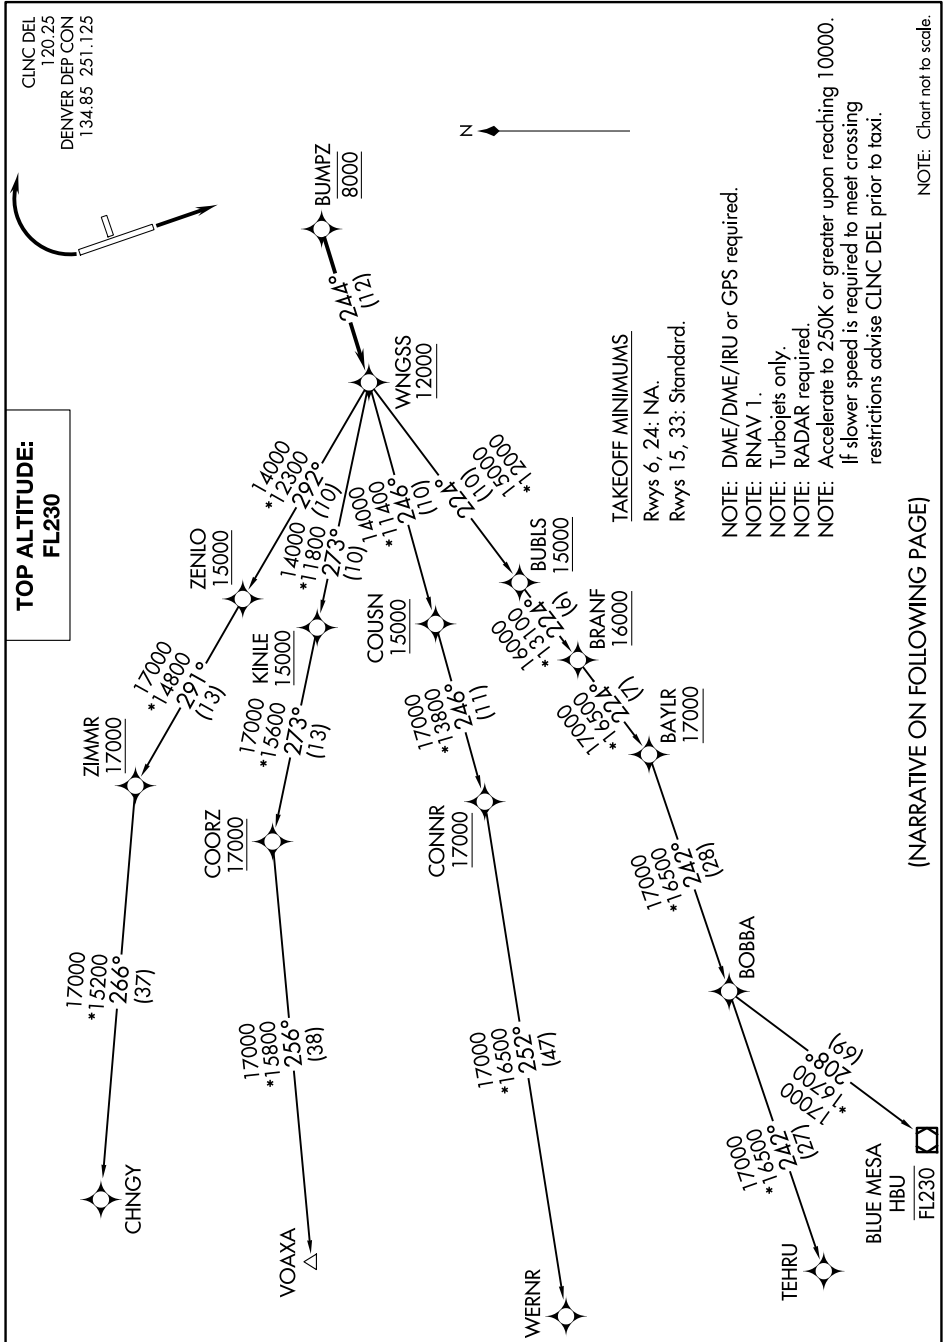 TOP ALTITUDE:
FL230
CLNC DEL
120.25
DENVER DEP CON
134.85 251.125
N
BUMPZ
8000
244°
(12)
WNGSS
12000
14000
*12300
292°
(10)
ZENLO
15000
17000
*14800
291°
(13)
ZIMMR
17000
17000
*15200
266°
(37)
CHNGY
14000
*11800
273°
(10)
KINLE
15000
17000
*15600
273°
(13)
COORZ
17000
17000
*15800
256°
(38)
VOAXA
14000
*11400
246°
(10)
COUSN
15000
17000
*13800
246°
(11)
CONNR
17000
17000
*16500
252°
(47)
WERNR
224°
(10)
15000
*12000
BUBLS
15000
16000
*13100
224°
(6)
BRANF
16000
17000
*16500
224°
(7)
BAYLR
17000
17000
*16500
242°
(28)
BOBBA
17000
*16500
242°
(27)
TEHRU
17000
*16700
208°
(69)
BLUE MESA
HBU
FL230
TAKEOFF MINIMUMS
Rwys 6, 24: NA.
Rwys 15, 33: Standard.
NOTE: DME/DME/IRU or GPS required.
NOTE: RNAV 1.
NOTE: Turbojets only.
NOTE: RADAR required.
NOTE: Accelerate to 250K or greater upon reaching 10000.
If slower speed is required to meet crossing
restrictions advise CLNC DEL prior to taxi.
(NARRATIVE ON FOLLOWING PAGE)
NOTE: Chart not to scale.